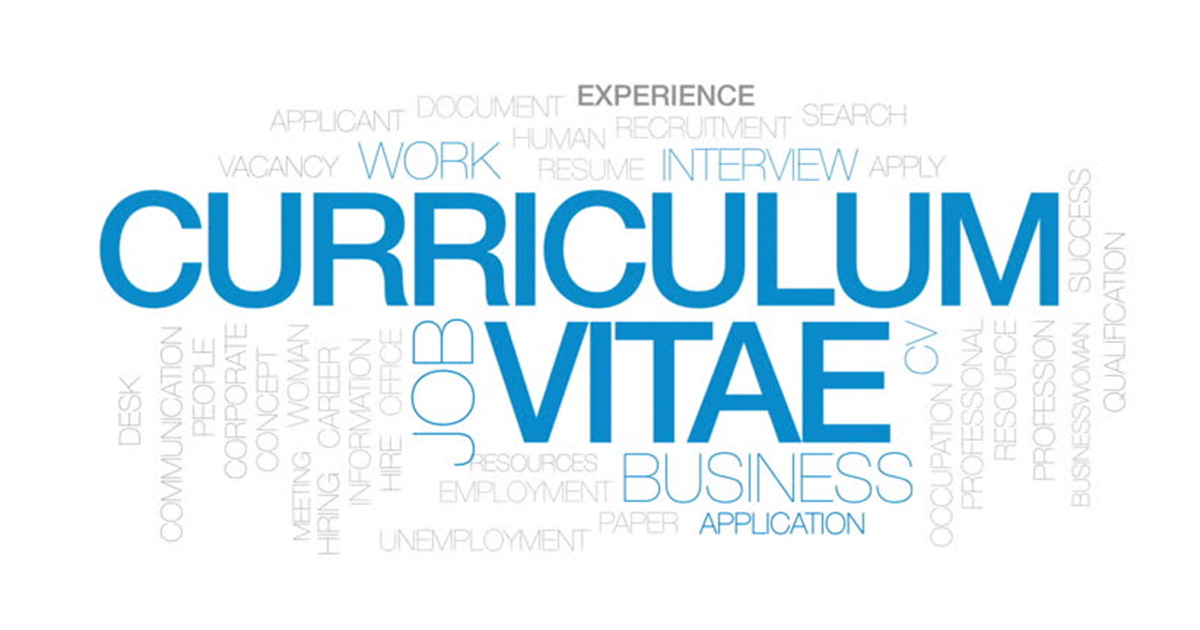 DOCUMENT EXPERIENCE
APPLICANT HUMAN RECRUITMENT SEARCH
VACANCY WORK RESUME INTERVIEW APPLY
CURRICULUM
SUCCESS
QUALIFICATION
VITAE
JOB
CV
DESK
COMMUNICATION
PEOPLE
CORPORATE
CONCEPT
WOMAN
MEETING
CAREER
HIRING
INFORMATION
OFFICE
HIRE
OCCUPATION
PROFESSIONAL
RESOURCE
PROFESSION
BUSINESSWOMAN
RESOURCES
EMPLOYMENT BUSINESS
UNEMPLOYMENT PAPER APPLICATION